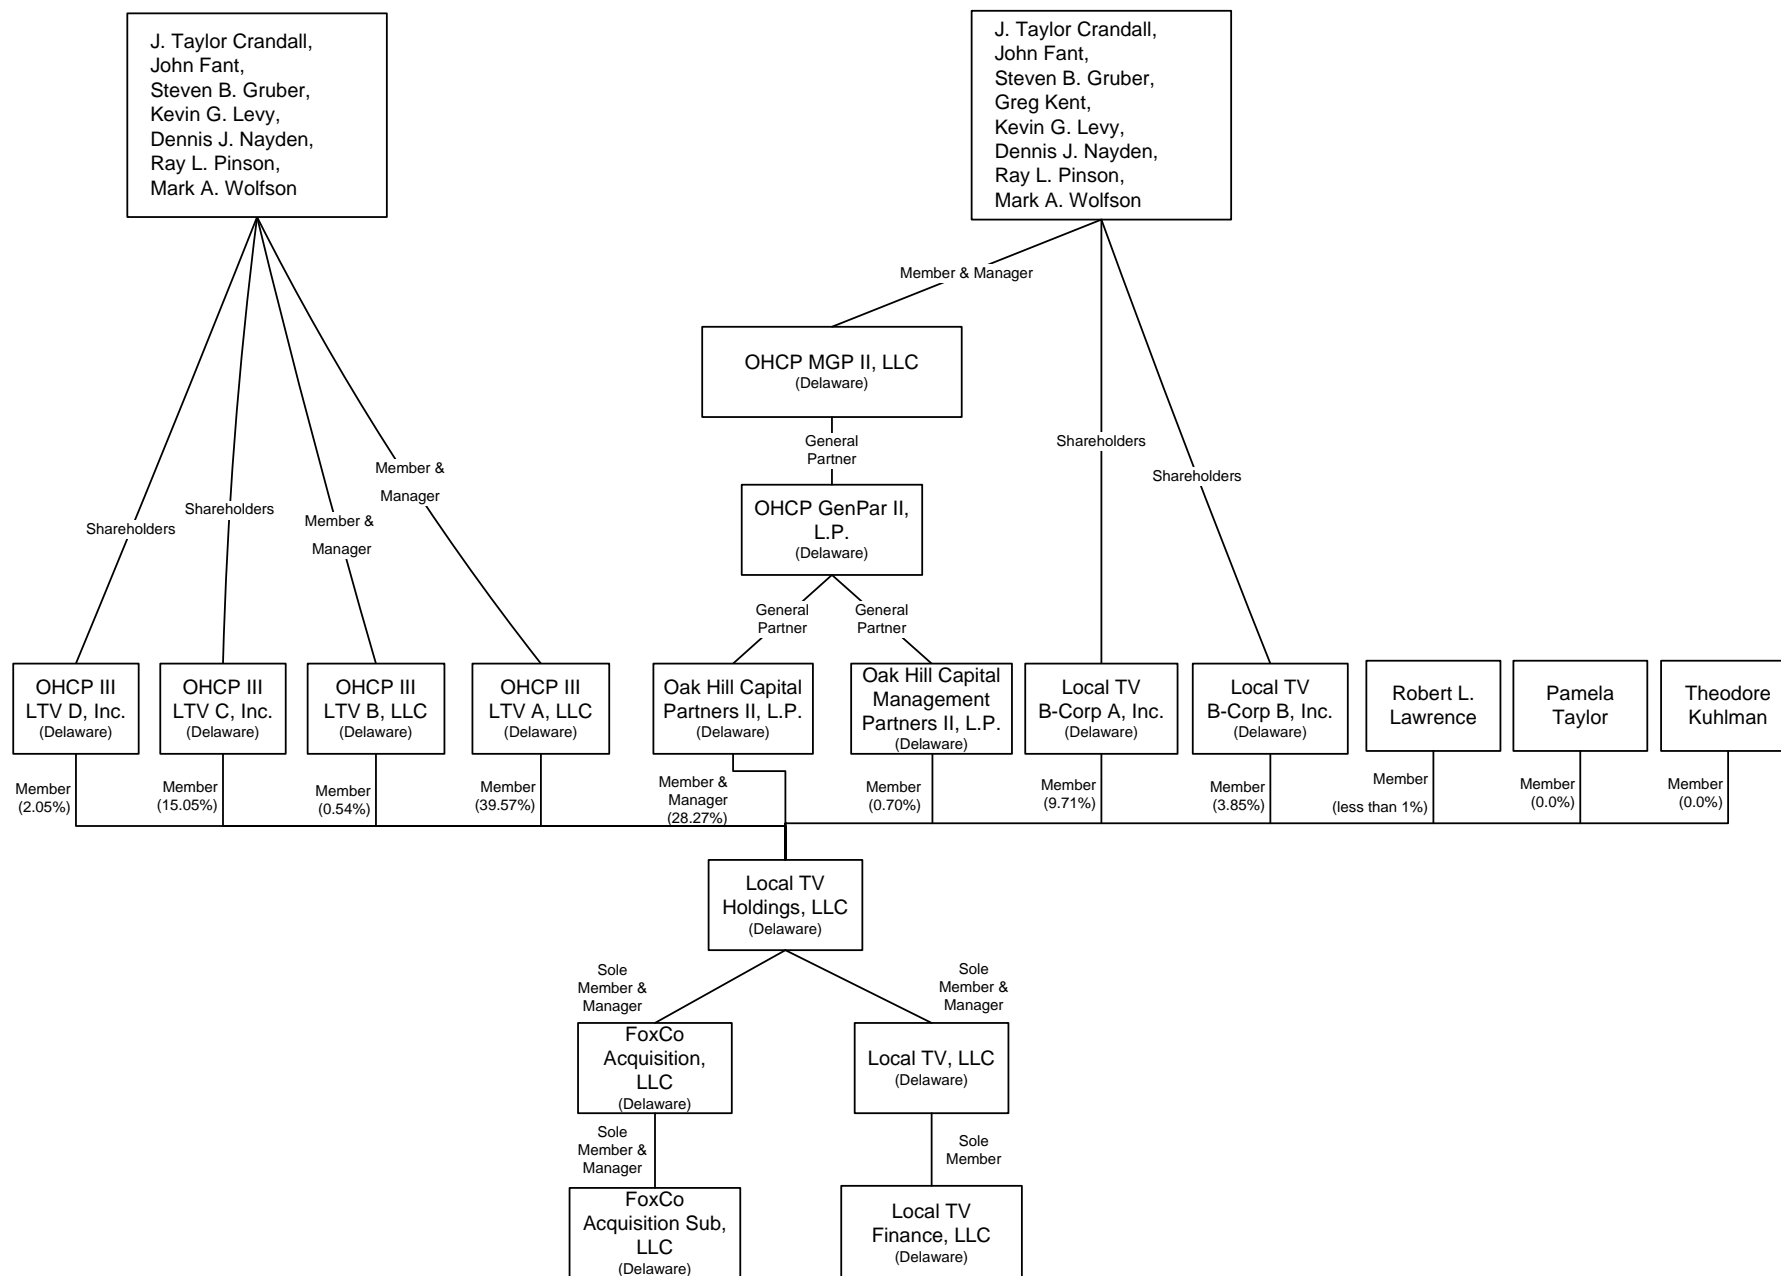 J. Taylor Crandall,
John Fant,
Steven B. Gruber,
Kevin G. Levy,
Dennis J. Nayden,
Ray L. Pinson,
Mark A. Wolfson
J. Taylor Crandall,
John Fant,
Steven B. Gruber,
Greg Kent,
Kevin G. Levy,
Dennis J. Nayden,
Ray L. Pinson,
Mark A. Wolfson
Member & Manager
OHCP MGP II, LLC
(Delaware)
General
Partner
Shareholders
Shareholders
Member &
Manager
Shareholders
Member &
Manager
Shareholders
OHCP GenPar II,
L.P.
(Delaware)
General
Partner
General
Partner
OHCP III
LTV D, Inc.
(Delaware)
OHCP III
LTV C, Inc.
(Delaware)
OHCP III
LTV B, LLC
(Delaware)
OHCP III
LTV A, LLC
(Delaware)
Oak Hill Capital
Partners II, L.P.
(Delaware)
Oak Hill Capital
Management
Partners II, L.P.
(Delaware)
Local TV
B-Corp A, Inc.
(Delaware)
Local TV
B-Corp B, Inc.
(Delaware)
Robert L.
Lawrence
Pamela
Taylor
Theodore
Kuhlman
Member
(2.05%)
Member
(15.05%)
Member
(0.54%)
Member
(39.57%)
Member &
Manager
(28.27%)
Member
(0.70%)
Member
(9.71%)
Member
(3.85%)
Member
(less than 1%)
Member
(0.0%)
Member
(0.0%)
Local TV
Holdings, LLC
(Delaware)
Sole
Member &
Manager
Sole
Member &
Manager
FoxCo
Acquisition,
LLC
(Delaware)
Local TV, LLC
(Delaware)
Sole
Member &
Manager
Sole
Member
FoxCo
Acquisition Sub,
LLC
(Delaware)
Local TV
Finance, LLC
(Delaware)